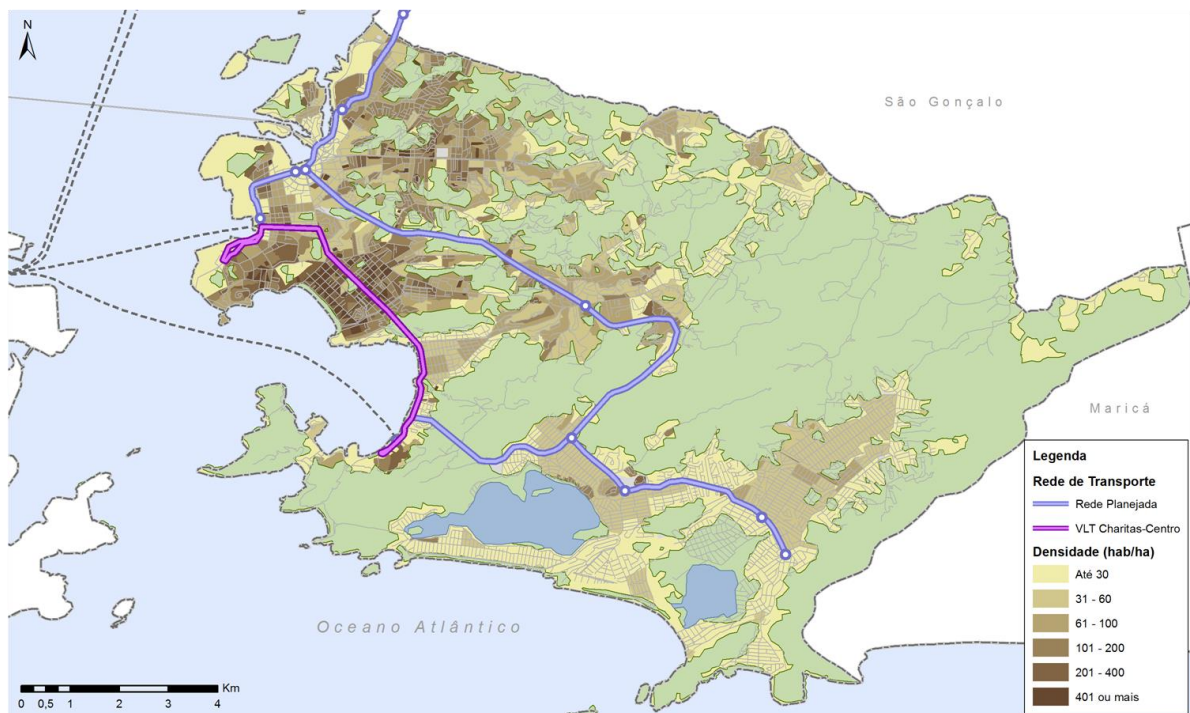 N
São Gonçalo
Maricá
Oceano Atlântico
Legenda
Rede de Transporte
Rede Planejada
VLT Charitas-Centro
Densidade (hab/ha)
Até 30
31 - 60
61 - 100
101 - 200
201 - 400
401 ou mais
Km
0 0,5 1 2 3 4